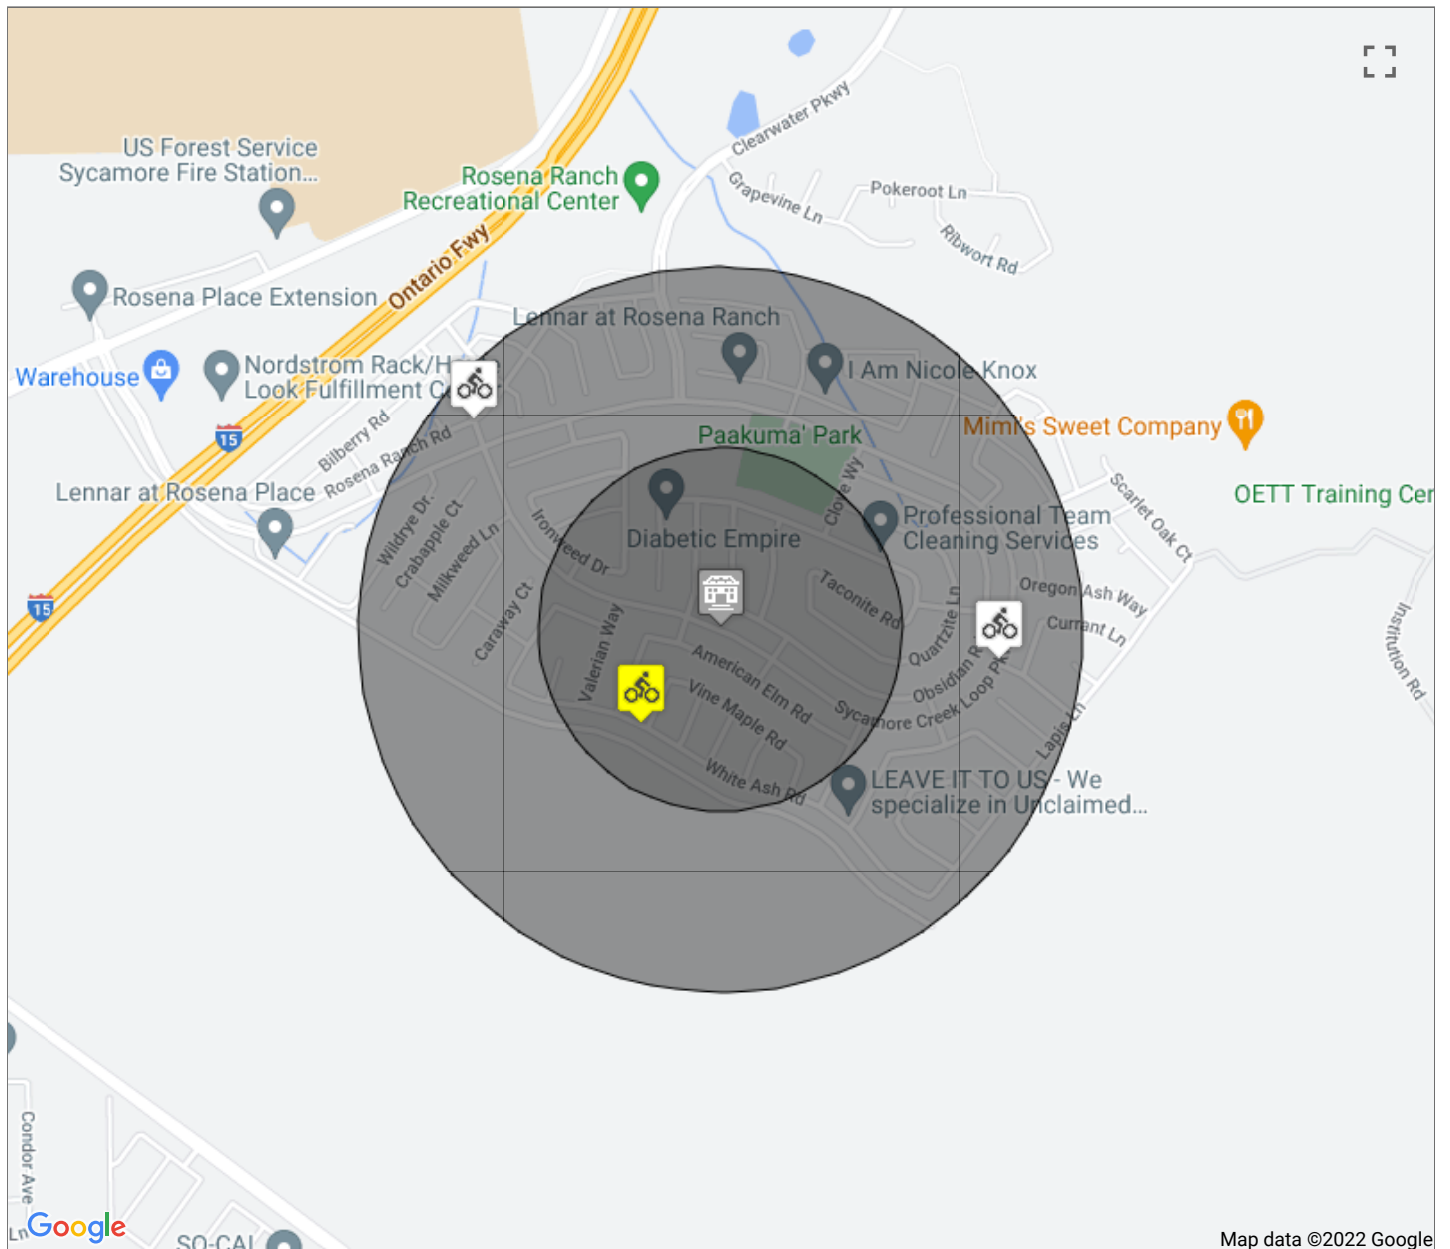 Clearwater Pkwy
US Forest Service
Sycamore Fire Station...
Rosena Ranch
Recreational Center
Grapevine Ln
Pokeroot Ln
Ribwort Rd
Ontario Fwy
Rosena Place Extension
Lennar at Rosena Ranch
Warehouse
Nordstrom Rack/H
Look Fulfillment C
I Am Nicole Knox
15
Bilberry Rd
Rosena Ranch Rd
Paakuma' Park
Mimi's Sweet Company
Lennar at Rosena Place
OETT Training Cer
Scarlet Oak Ct
Wildrye Dr.
Crabapple Ct
Milkweed Ln
Ironweed Dr
Diabetic Empire
Clove Wy
Professional Team
Cleaning Services
15
Caraway Ct
Valerian Way
Taconite Rd
Quartzite Ln
Oregon Ash Way
Currant Ln
Institution Rd
American Elm Rd
Vine Maple Rd
Obsidian R
Sycamore Creek Loop Pk
Lapis Ln
White Ash Rd
LEAVE IT TO US - We
specialize in Unclaimed...
Condor Ave
Ln
Google
SO-CAL
Map data ©2022 Google